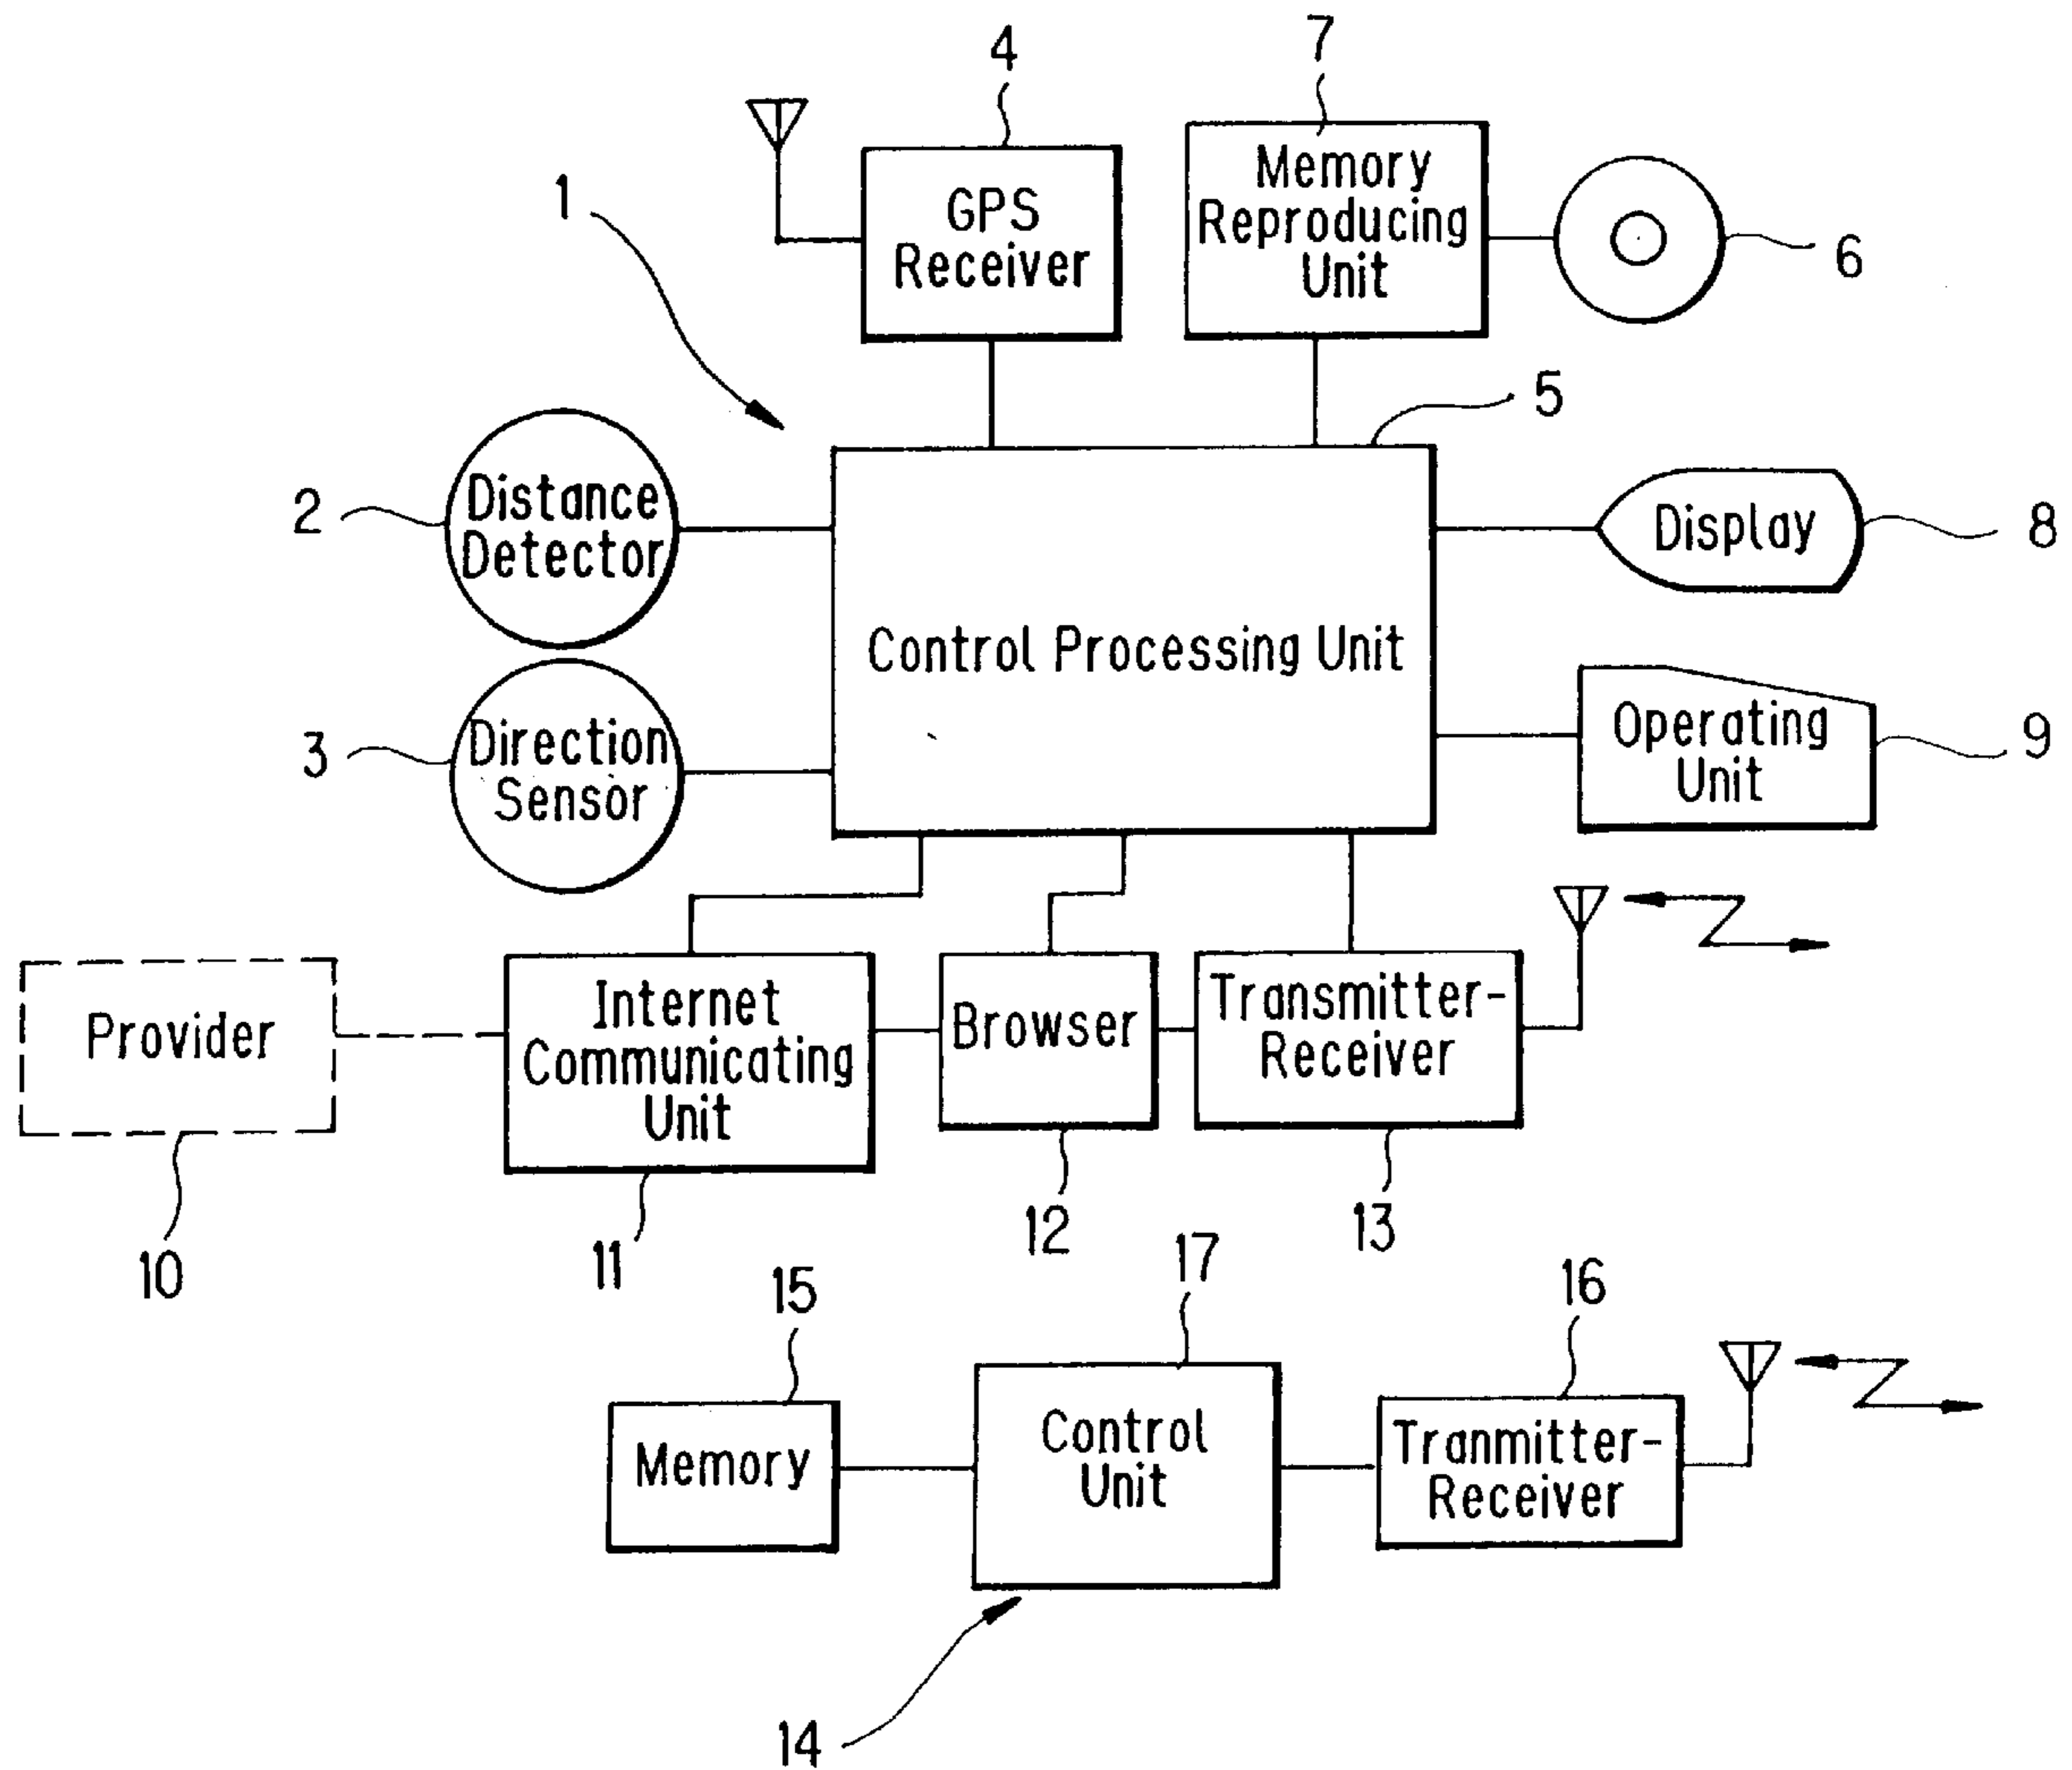 4
7
1
GPS
Receiver
Memory
Reproducing
Unit
6
5
2
Distance
Detector
Display
8
Control Processing Unit
3
Direction
Sensor
Operating
Unit
9
Provider
Internet
Communicating
Unit
Browser
Transmitter-
Receiver
10
11
12
13
15
17
16
Memory
Control
Unit
Tranmitter-
Receiver
14